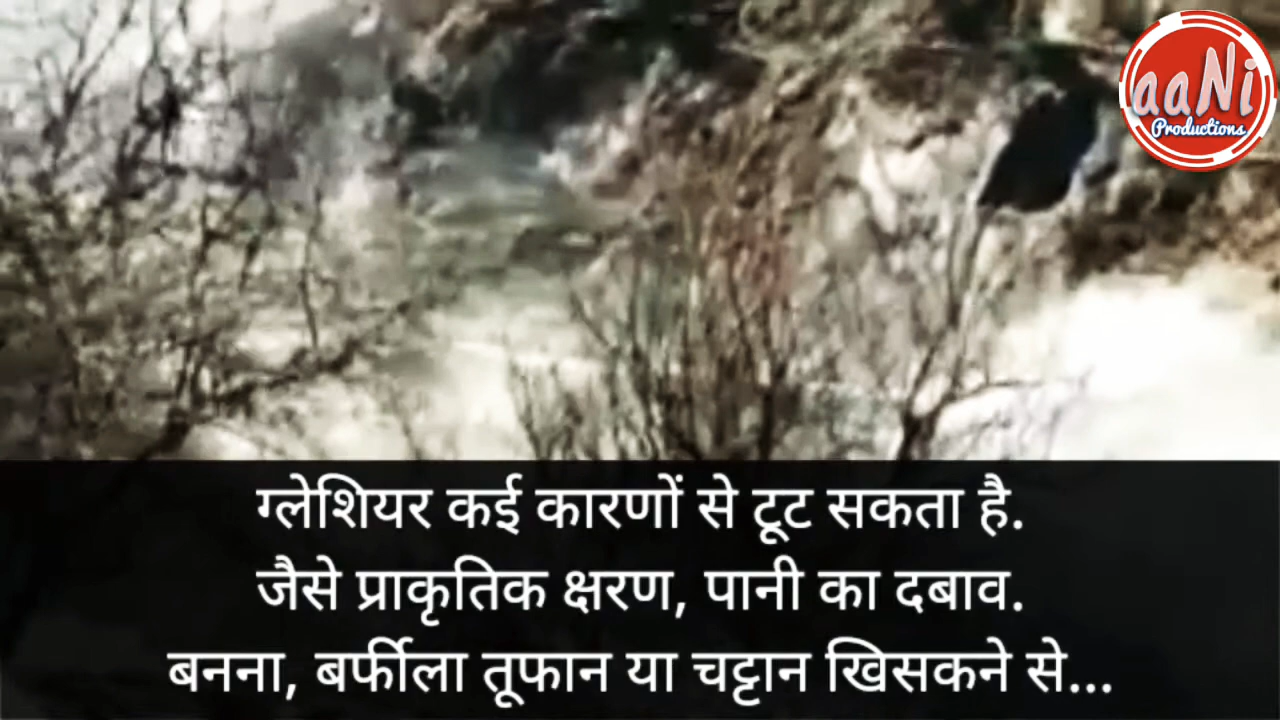 aaNi
Productions
ग्लेशियर कई कारणों से टूट सकता है.
जैसे प्राकृतिक क्षरण, पानी का दबाव.
बनना, बर्फीला तूफान या चट्टान खिसकने से...